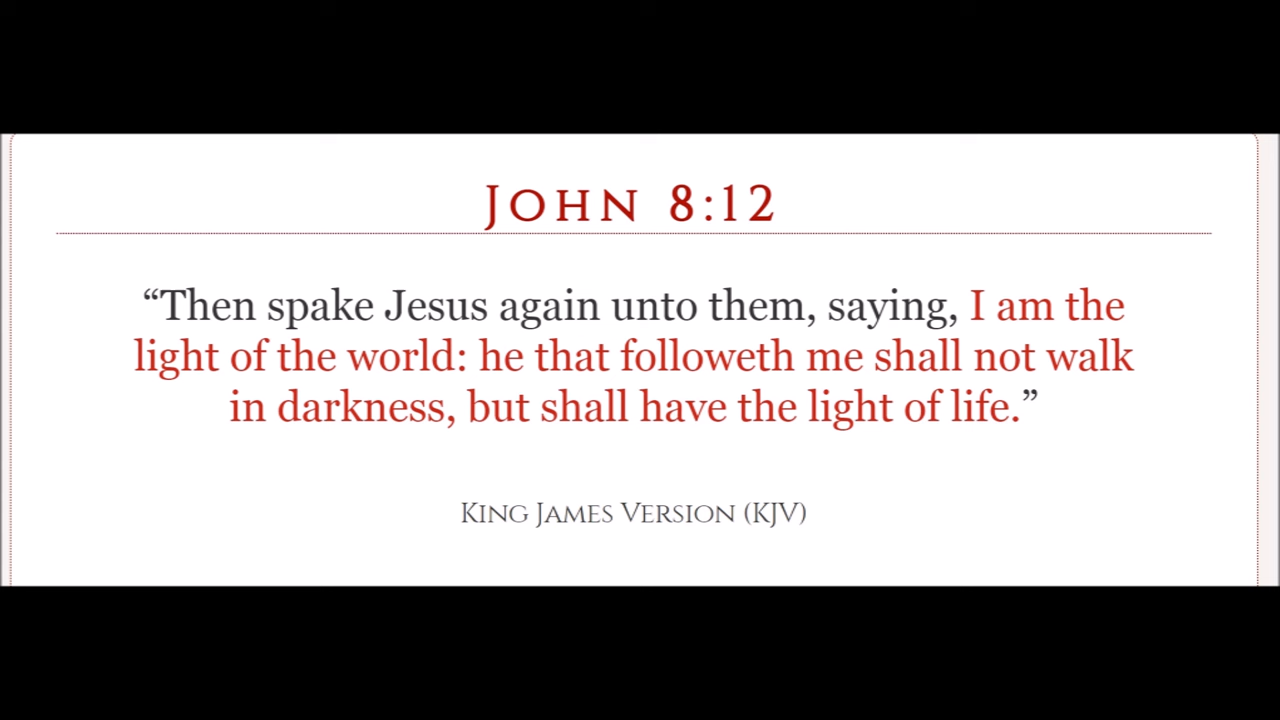 John 8:12
“Then spake Jesus again unto them, saying, I am the
light of the world: he that followeth me shall not walk
in darkness, but shall have the light of life.”
King James Version (KJV)